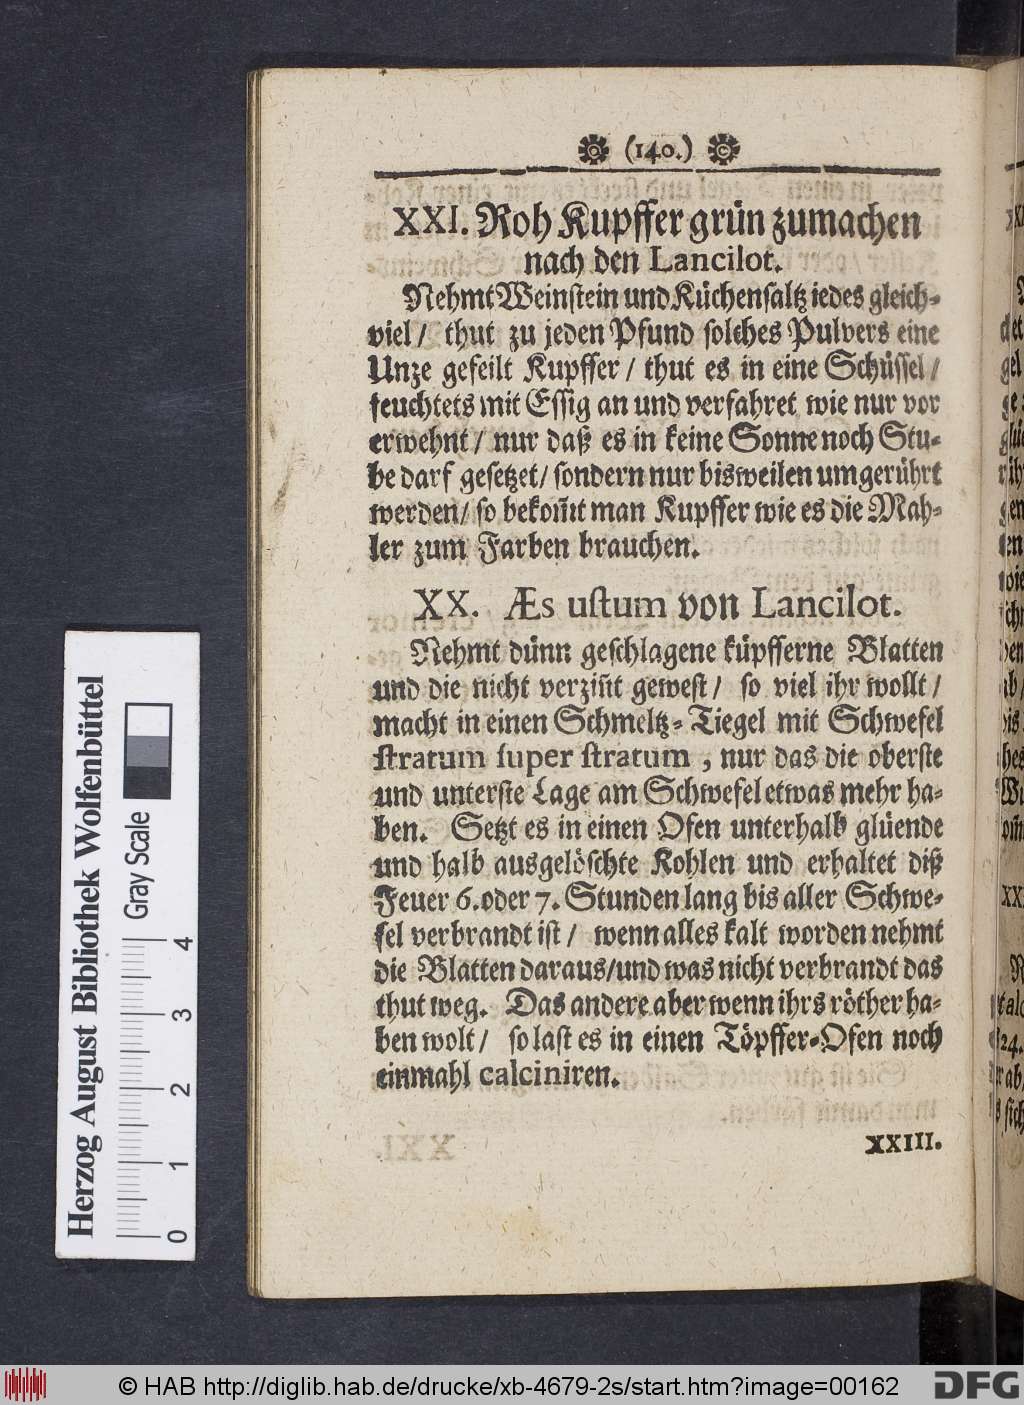 (140.)
XXI. Roh Kupffer grün zumachen
nach den Lancilot.
Nehmt Weinstein und Küchensaltz iedes gleich-
viel / thut zu jeden Pfund solches Pulvers eine
Unze gefeilt Kupffer / thut es in eine Schüssel /
feuchtets mit Essig an und verfahret wie nur vor
erwehnt / nur daß es in keine Sonne noch Stu-
be darf gesetzet / sondern nur bisweilen umgerührt
werden / so bekom̃t man Kupffer wie es die Mah-
ler zum Farben brauchen.
XX. Æs ustum von Lancilot.
Nehmt dünn geschlagene küpfferne Blatten
und die nicht verzin̄t gewest / so viel ihr wollt /
macht in einen Schmeltz-Tiegel mit Schwefel
stratum super stratum, nur das die oberste
und unterste Lage am Schwefel etwas mehr ha-
ben. Setzt es in einen Ofen unterhalb glüende
und halb ausgelöschte Kohlen und erhaltet diß
Feuer 6. oder 7. Stunden lang bis aller Schwe-
fel verbrandt ist / wenn alles kalt worden nehmt
die Blatten daraus / und was nicht verbrandt das
thut weg. Das andere aber wenn ihrs röther ha-
ben wolt / so last es in einen Töpffer-Ofen noch
einmahl calciniren.
XXIII.
Herzog August Bibliothek Wolfenbüttel
Gray Scale
0 1 2 3 4
© HAB http://diglib.hab.de/drucke/xb-4679-2s/start.htm?image=00162
DFG